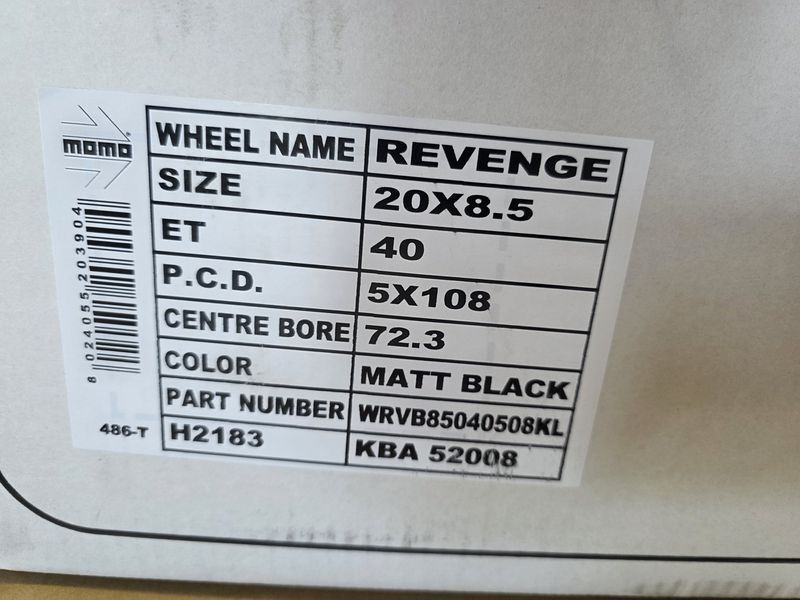 momo
WHEEL NAME REVENGE
SIZE 20X8.5
ET 40
P.C.D. 5X108
CENTRE BORE 72.3
COLOR MATT BLACK
PART NUMBER WRVB85040508KL
H2183 KBA 52008
8 024055 203904
486-T